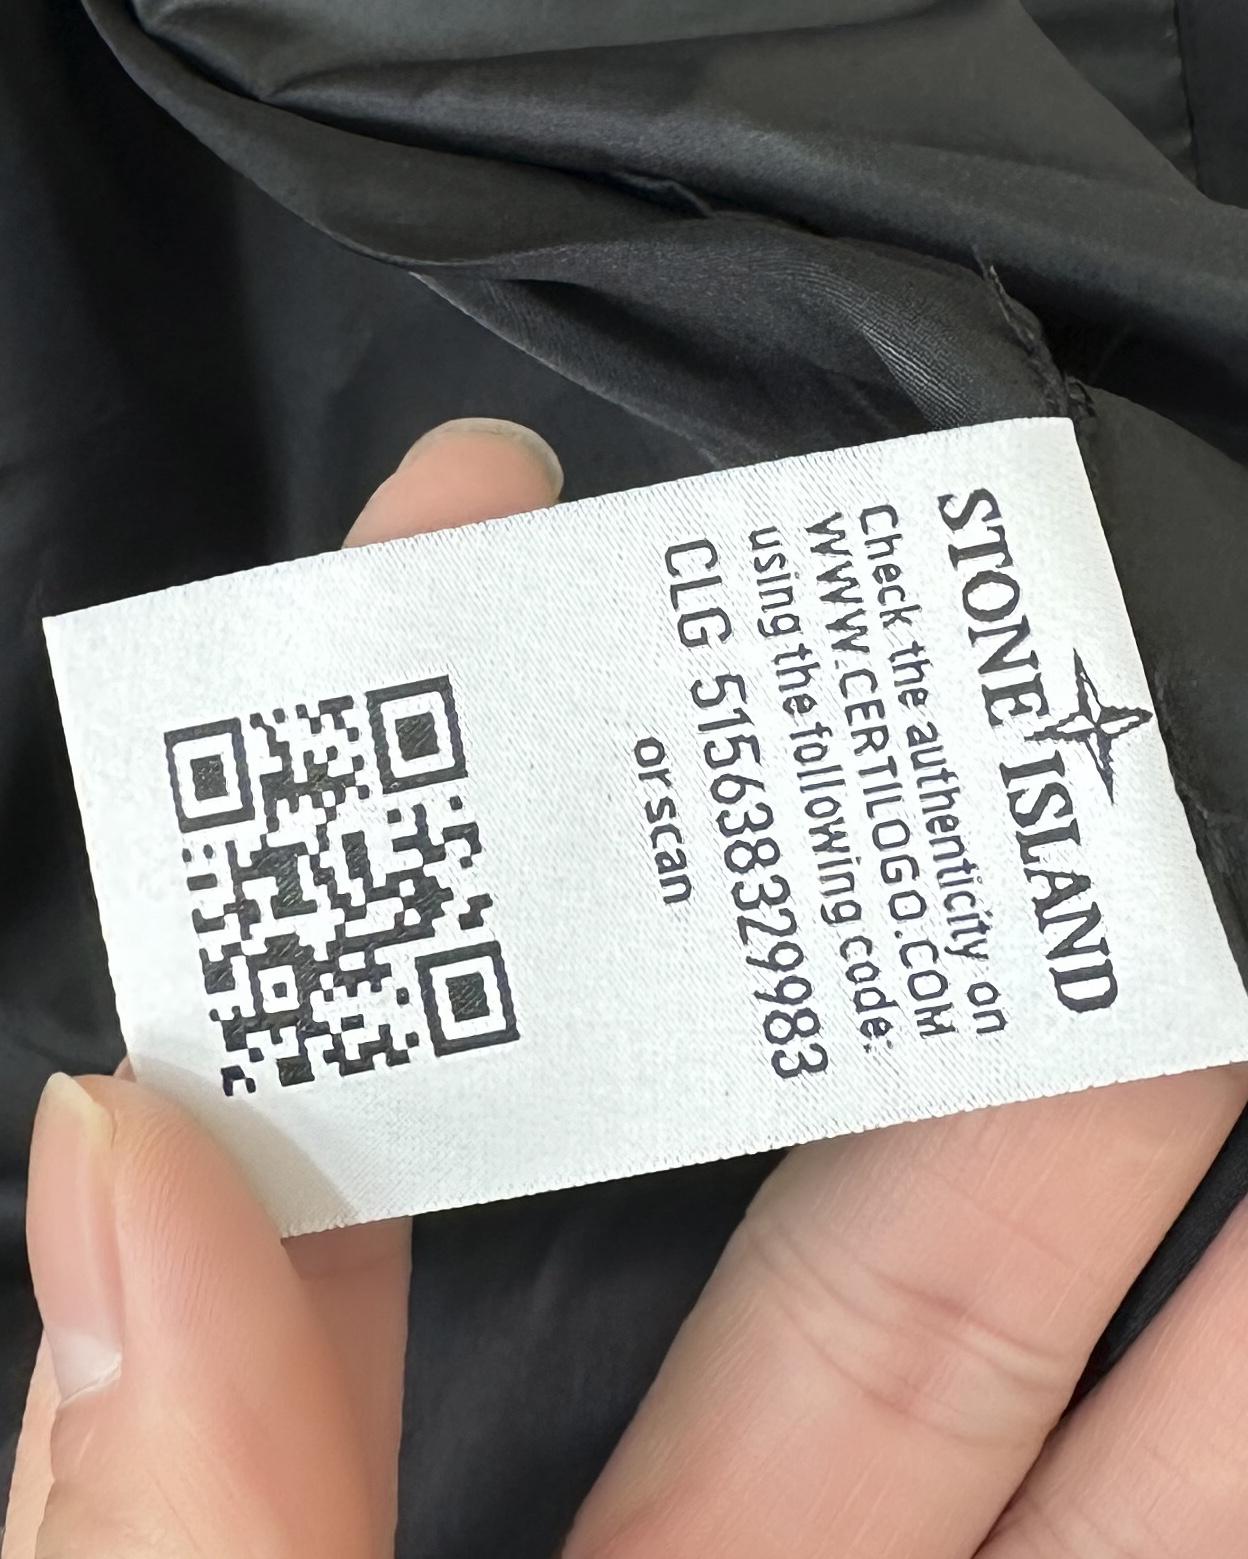 STONE ISLAND
Check the authenticity on
WWW.CERTILOGO.COM
using the following code:
CLG 515638329983
or scan